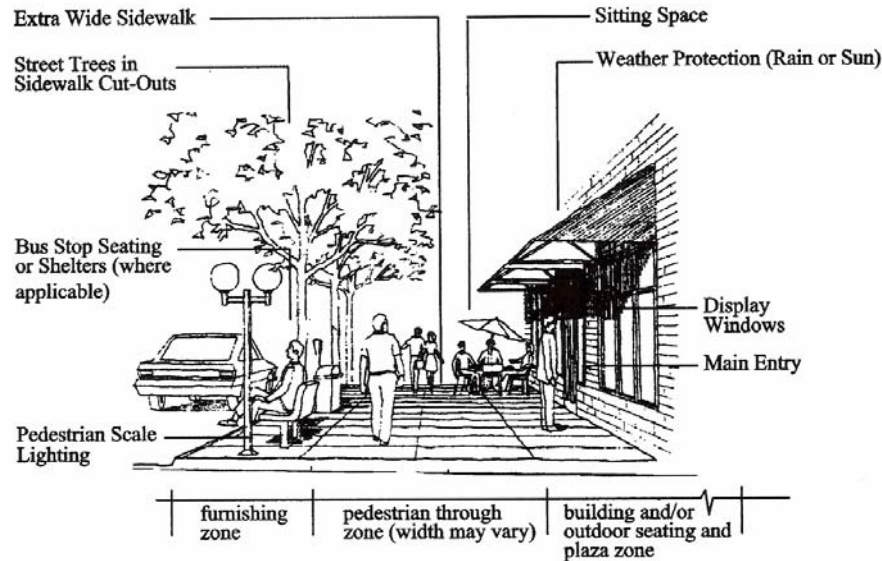 Extra Wide Sidewalk
Sitting Space
Street Trees in
Sidewalk Cut-Outs
Weather Protection (Rain or Sun)
Bus Stop Seating
or Shelters (where
applicable)
Display
Windows
Main Entry
Pedestrian Scale
Lighting
furnishing
zone
pedestrian through
zone (width may vary)
building and/or
outdoor seating and
plaza zone